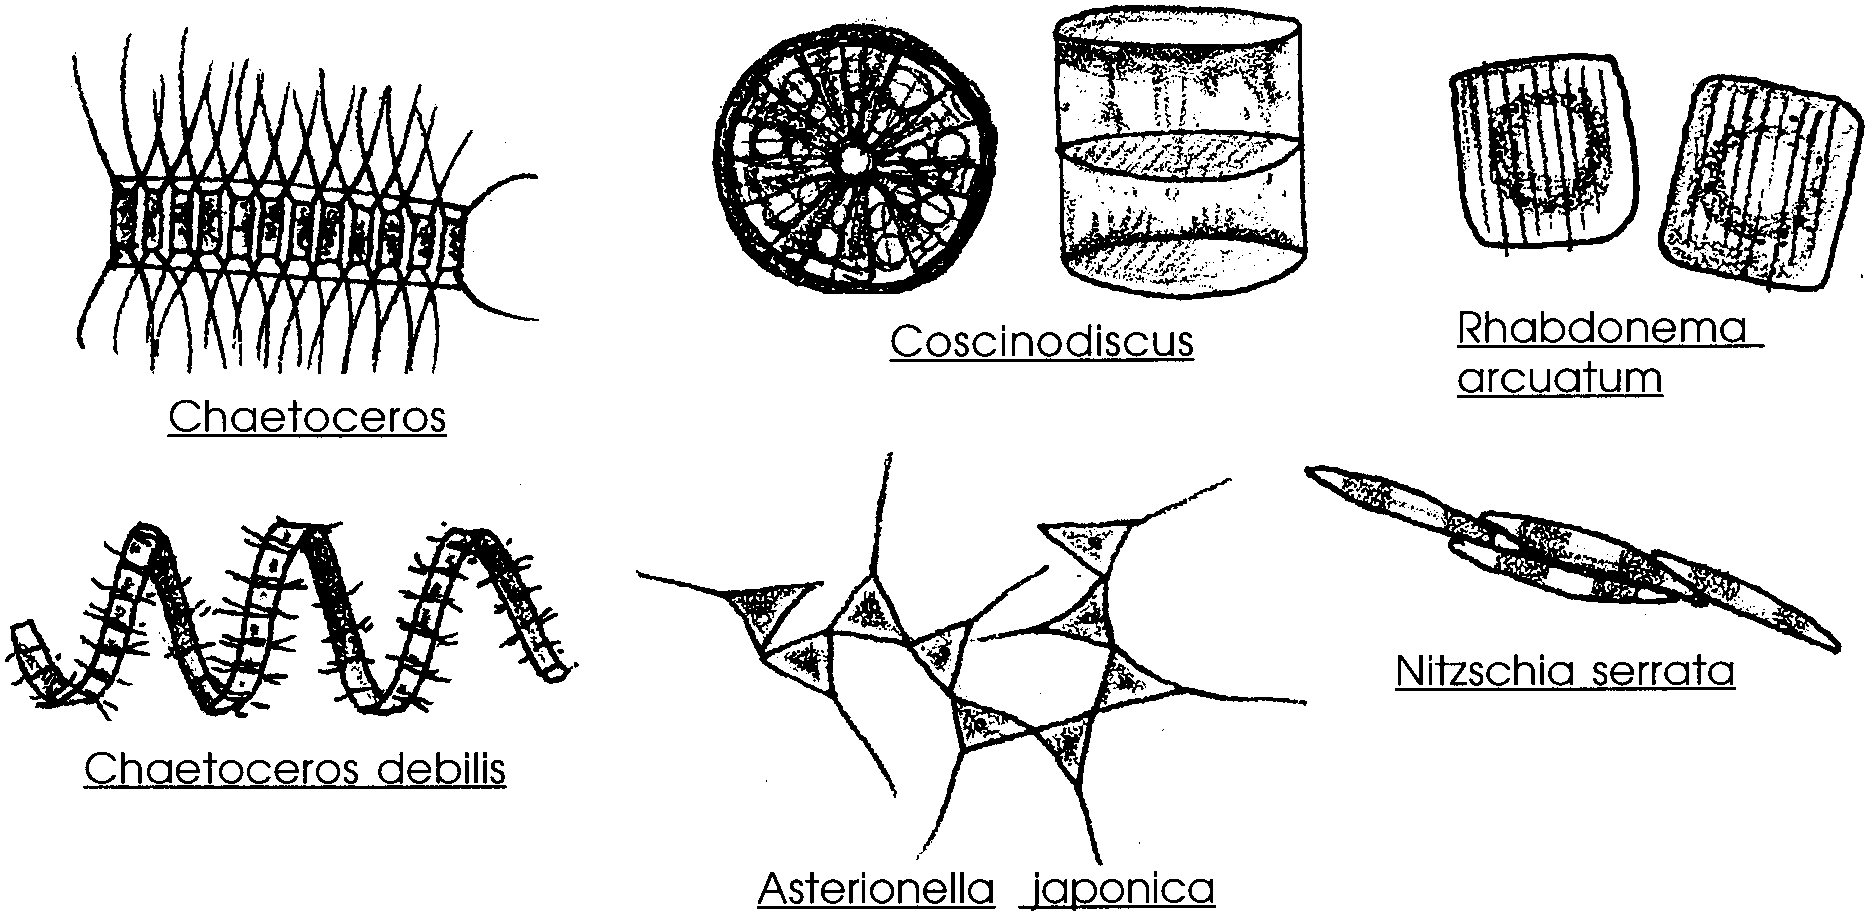 Chaetoceros
Coscinodiscus
Rhabdonema
arcuatum
Chaetoceros debilis
Asterionella japonica
Nitzschia serrata